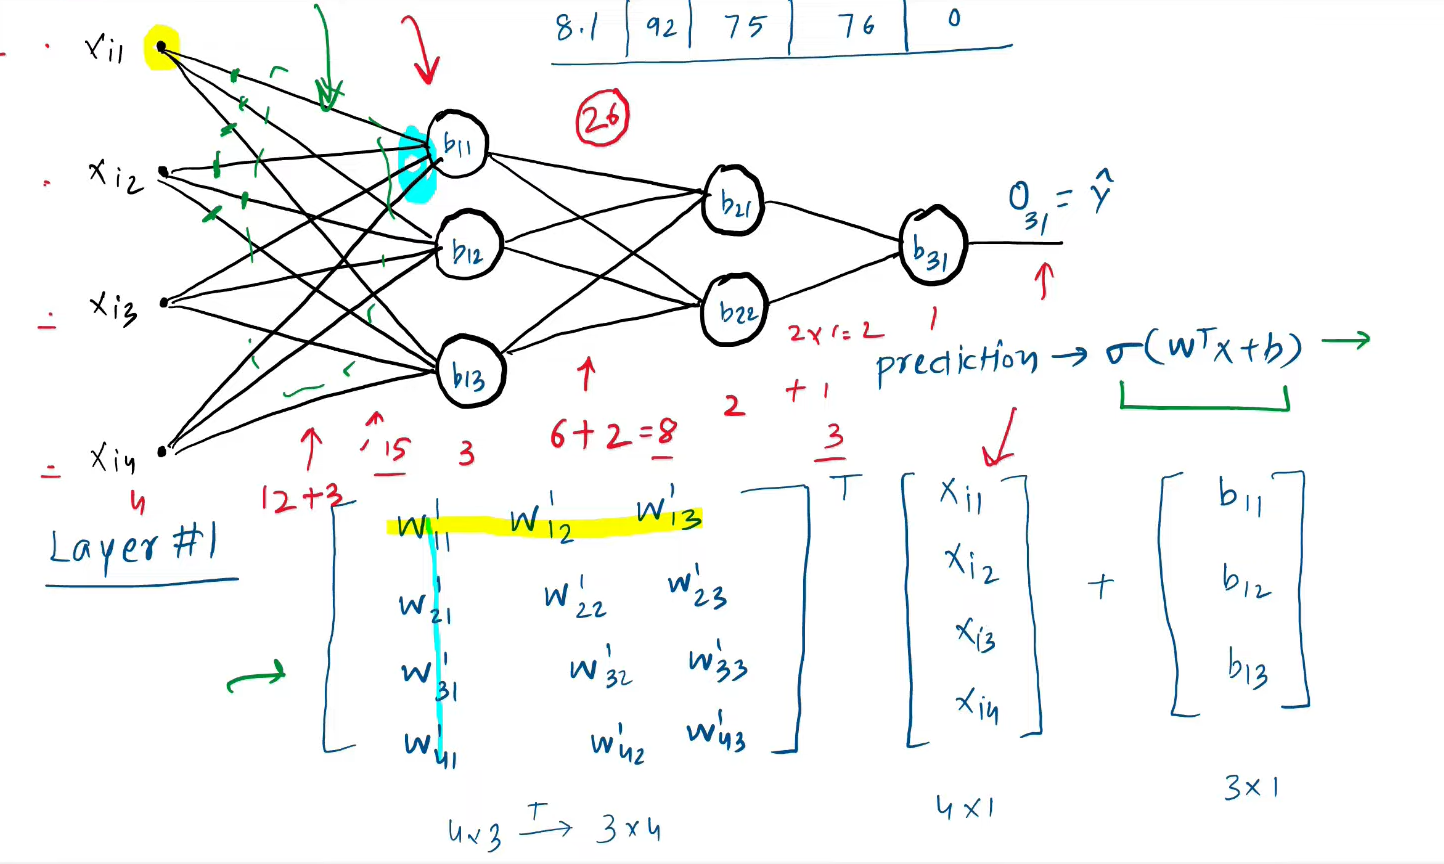 8.1 | 92 | 75 | 76 | 0
xi1
xi2
xi3
xi4
4
b11
b12
b13
26
b21
b22
b31
O31 = ŷ
2×1=2
1
prediction → σ(wᵀx+b) →
+ 1
3
2
6+2=8
3
15
12+3
Layer #1
w¹11 w¹12 w¹13
w¹21 w¹22 w¹23
w¹31 w¹32 w¹33
w¹41 w¹42 w¹43
T
xi1
xi2
xi3
xi4
+
b11
b12
b13
4×3 T→ 3×4
4×1
3×1